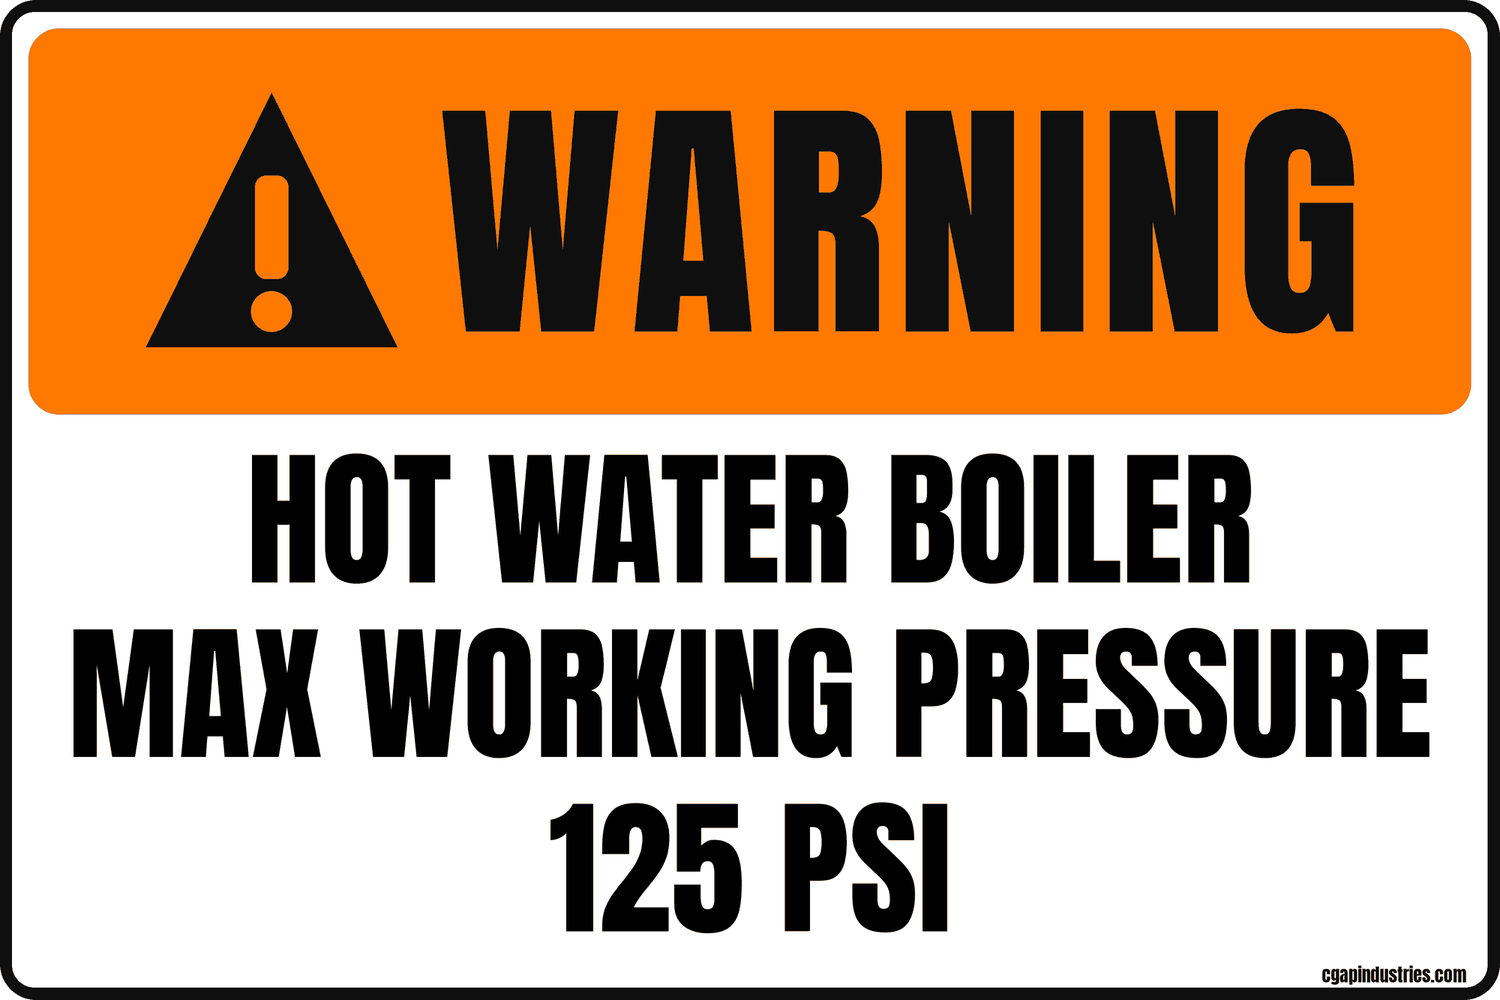 WARNING
HOT WATER BOILER
MAX WORKING PRESSURE
125 PSI
cgapindustries.com